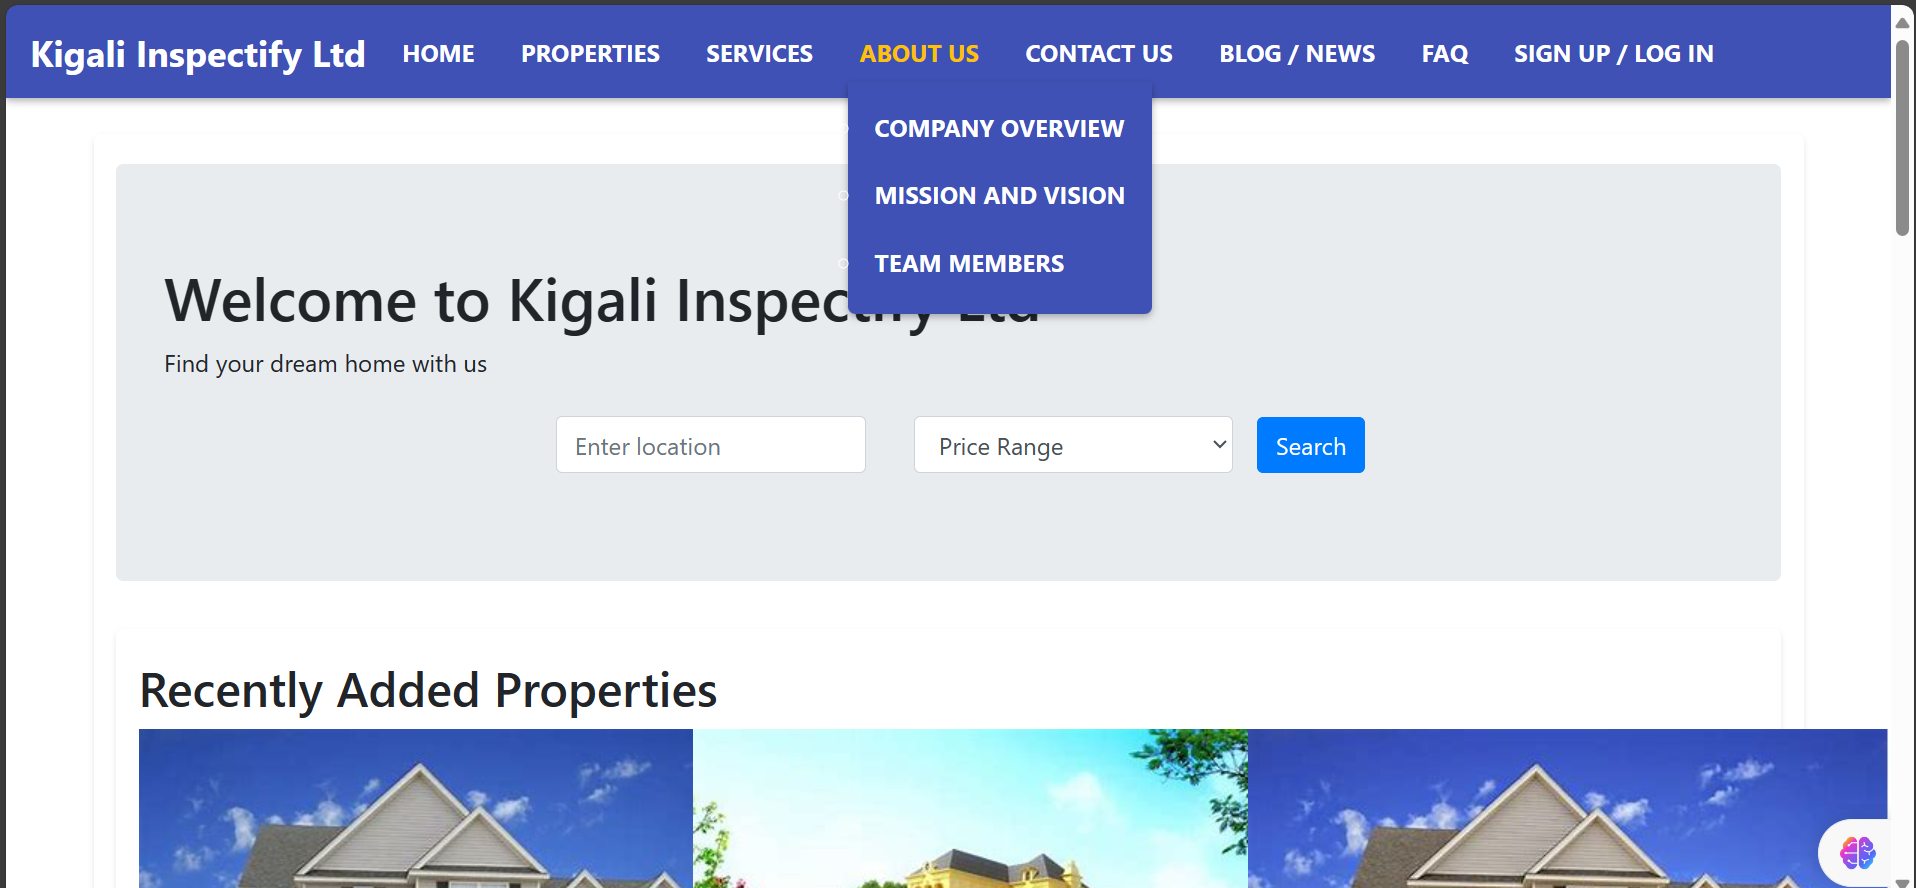 Kigali Inspectify Ltd HOME PROPERTIES SERVICES ABOUT US CONTACT US BLOG / NEWS FAQ SIGN UP / LOG IN
COMPANY OVERVIEW
MISSION AND VISION
TEAM MEMBERS
Welcome to Kigali Inspectify Ltd
Find your dream home with us
Enter location Price Range Search
Recently Added Properties